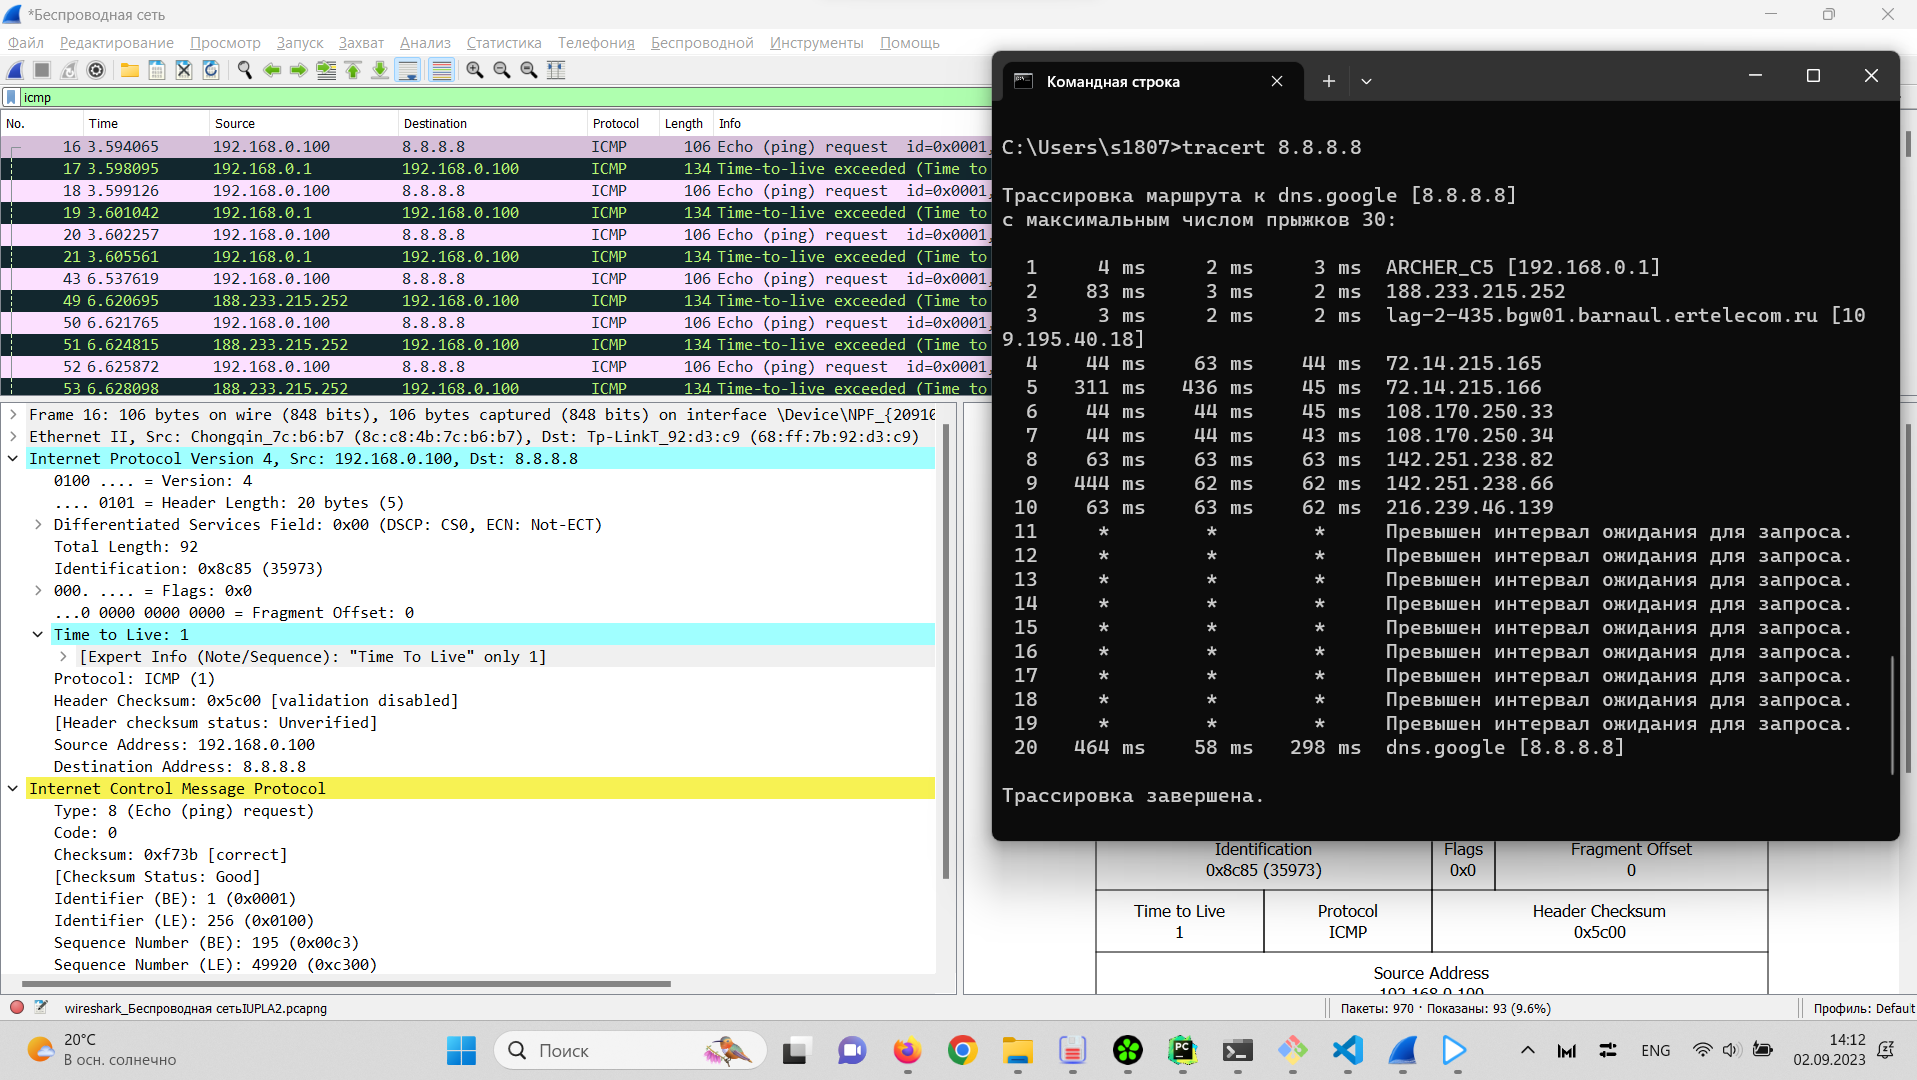 *Беспроводная сеть
Файл Редактирование Просмотр Запуск Захват Анализ Статистика Телефония Беспроводной Инструменты Помощь
icmp
No. Time Source Destination Protocol Length Info
16 3.594065 192.168.0.100 8.8.8.8 ICMP 106 Echo (ping) request id=0x0001,
17 3.598095 192.168.0.1 192.168.0.100 ICMP 134 Time-to-live exceeded (Time to
18 3.599126 192.168.0.100 8.8.8.8 ICMP 106 Echo (ping) request id=0x0001,
19 3.601042 192.168.0.1 192.168.0.100 ICMP 134 Time-to-live exceeded (Time to
20 3.602257 192.168.0.100 8.8.8.8 ICMP 106 Echo (ping) request id=0x0001,
21 3.605561 192.168.0.1 192.168.0.100 ICMP 134 Time-to-live exceeded (Time to
43 6.537619 192.168.0.100 8.8.8.8 ICMP 106 Echo (ping) request id=0x0001,
49 6.620695 188.233.215.252 192.168.0.100 ICMP 134 Time-to-live exceeded (Time to
50 6.621765 192.168.0.100 8.8.8.8 ICMP 106 Echo (ping) request id=0x0001,
51 6.624815 188.233.215.252 192.168.0.100 ICMP 134 Time-to-live exceeded (Time to
52 6.625872 192.168.0.100 8.8.8.8 ICMP 106 Echo (ping) request id=0x0001,
53 6.628098 188.233.215.252 192.168.0.100 ICMP 134 Time-to-live exceeded (Time to
Frame 16: 106 bytes on wire (848 bits), 106 bytes captured (848 bits) on interface \Device\NPF_{20910
Ethernet II, Src: Chongqin_7c:b6:b7 (8c:c8:4b:7c:b6:b7), Dst: Tp-LinkT_92:d3:c9 (68:ff:7b:92:d3:c9)
Internet Protocol Version 4, Src: 192.168.0.100, Dst: 8.8.8.8
0100 .... = Version: 4
.... 0101 = Header Length: 20 bytes (5)
Differentiated Services Field: 0x00 (DSCP: CS0, ECN: Not-ECT)
Total Length: 92
Identification: 0x8c85 (35973)
000. .... = Flags: 0x0
...0 0000 0000 0000 = Fragment Offset: 0
Time to Live: 1
[Expert Info (Note/Sequence): "Time To Live" only 1]
Protocol: ICMP (1)
Header Checksum: 0x5c00 [validation disabled]
[Header checksum status: Unverified]
Source Address: 192.168.0.100
Destination Address: 8.8.8.8
Internet Control Message Protocol
Type: 8 (Echo (ping) request)
Code: 0
Checksum: 0xf73b [correct]
[Checksum Status: Good]
Identifier (BE): 1 (0x0001)
Identifier (LE): 256 (0x0100)
Sequence Number (BE): 195 (0x00c3)
Sequence Number (LE): 49920 (0xc300)
Командная строка
C:\Users\s1807>tracert 8.8.8.8
Трассировка маршрута к dns.google [8.8.8.8]
с максимальным числом прыжков 30:
1 4 ms 2 ms 3 ms ARCHER_C5 [192.168.0.1]
2 83 ms 3 ms 2 ms 188.233.215.252
3 3 ms 2 ms 2 ms lag-2-435.bgw01.barnaul.ertelecom.ru [10
9.195.40.18]
4 44 ms 63 ms 44 ms 72.14.215.165
5 311 ms 436 ms 45 ms 72.14.215.166
6 44 ms 44 ms 45 ms 108.170.250.33
7 44 ms 44 ms 43 ms 108.170.250.34
8 63 ms 63 ms 63 ms 142.251.238.82
9 444 ms 62 ms 62 ms 142.251.238.66
10 63 ms 63 ms 62 ms 216.239.46.139
11 * * * Превышен интервал ожидания для запроса.
12 * * * Превышен интервал ожидания для запроса.
13 * * * Превышен интервал ожидания для запроса.
14 * * * Превышен интервал ожидания для запроса.
15 * * * Превышен интервал ожидания для запроса.
16 * * * Превышен интервал ожидания для запроса.
17 * * * Превышен интервал ожидания для запроса.
18 * * * Превышен интервал ожидания для запроса.
19 * * * Превышен интервал ожидания для запроса.
20 464 ms 58 ms 298 ms dns.google [8.8.8.8]
Трассировка завершена.
Identification Flags Fragment Offset
0x8c85 (35973) 0x0 0
Time to Live Protocol Header Checksum
1 ICMP 0x5c00
Source Address
192.168.0.100
wireshark_Беспроводная сетьIUPLA2.pcapng
Пакеты: 970 · Показаны: 93 (9.6%)
Профиль: Default
20°C
В осн. солнечно
Поиск
ENG
14:12
02.09.2023